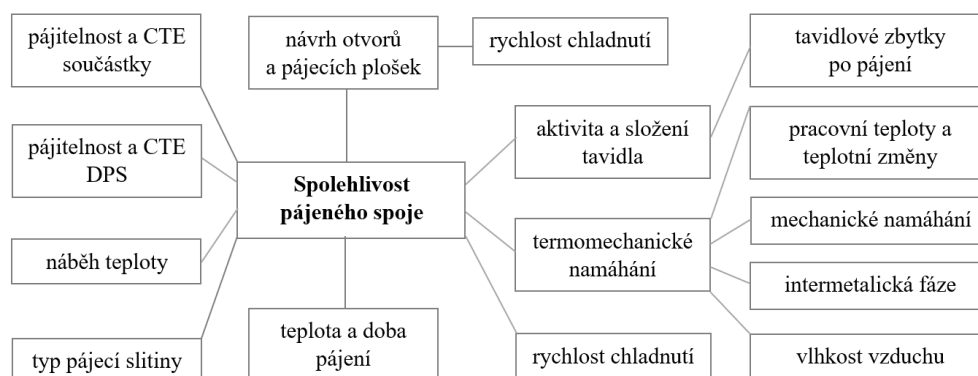 pájitelnost a CTE
součástky
návrh otvorů
a pájecích plošek
rychlost chladnutí
tavidlové zbytky
po pájení
pájitelnost a CTE
DPS
aktivita a složení
tavidla
pracovní teploty a
teplotní změny
Spolehlivost
pájeného spoje
náběh teploty
termomechanické
namáhání
mechanické namáhání
intermetalická fáze
typ pájecí slitiny
teplota a doba
pájení
rychlost chladnutí
vlhkost vzduchu